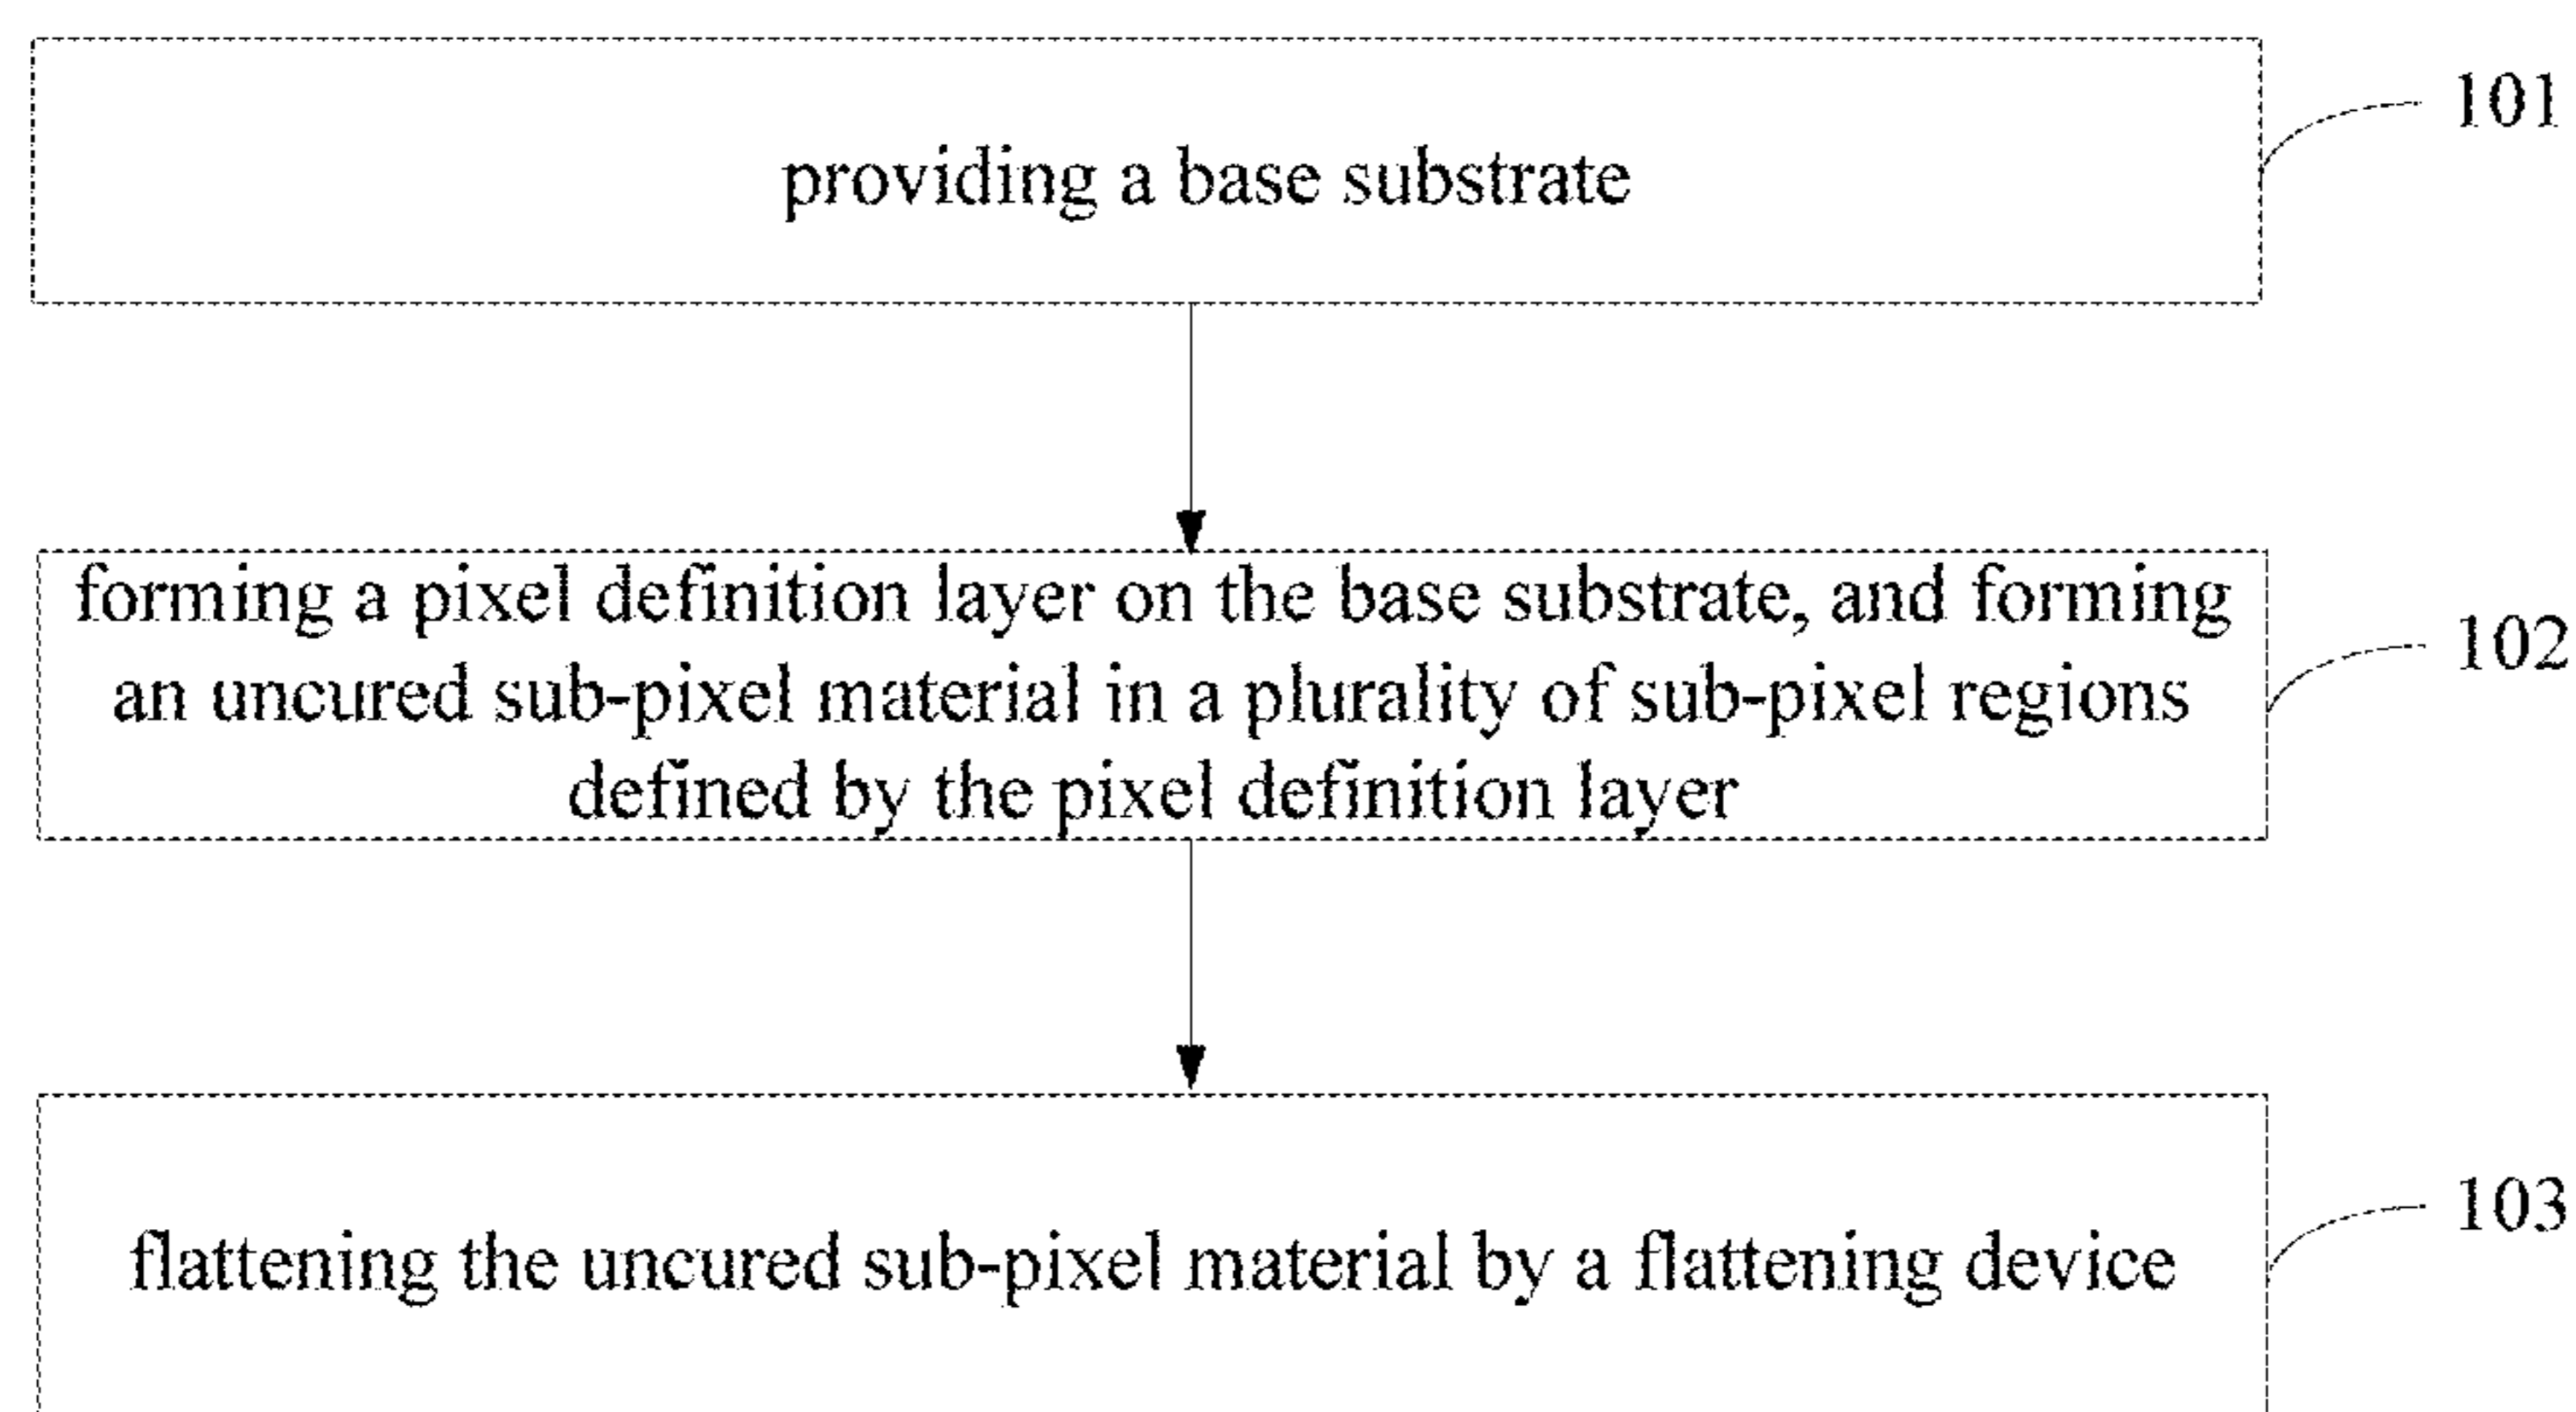 101
providing a base substrate
forming a pixel definition layer on the base substrate, and forming
102
an uncured sub-pixel material in a plurality of sub-pixel regions
defined by the pixel definition layer
103
flattening the uncured sub-pixel material by a flattening device